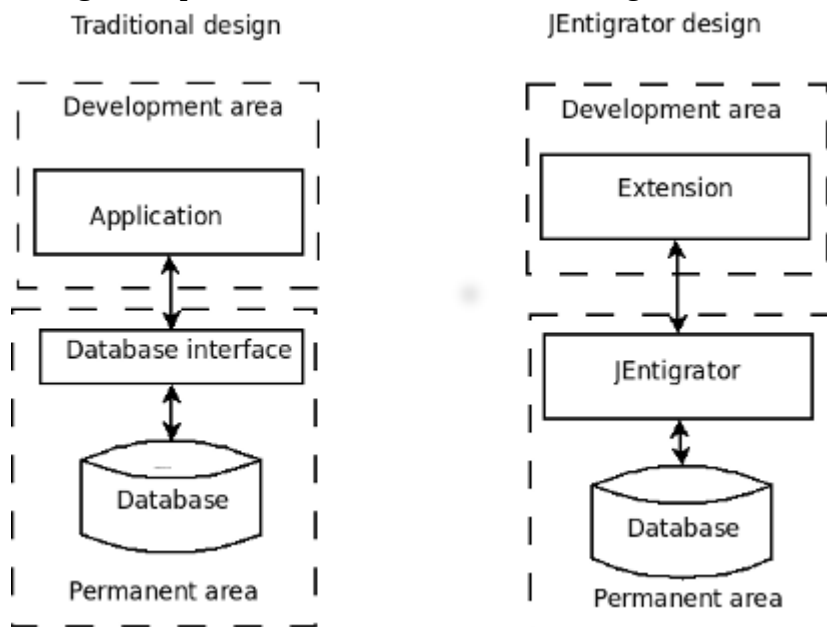 Traditional design
Development area
Application
Database interface
Database
Permanent area
JEntigrator design
Development area
Extension
JEntigrator
Database
Permanent area